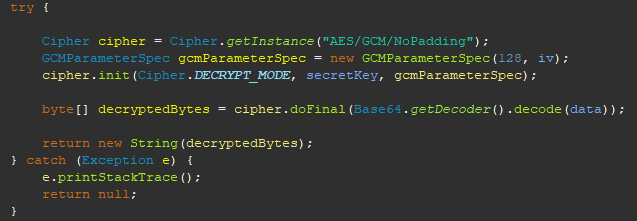 try {
Cipher cipher = Cipher.getInstance("AES/GCM/NoPadding");
GCMParameterSpec gcmParameterSpec = new GCMParameterSpec(128, iv);
cipher.init(Cipher.DECRYPT_MODE, secretKey, gcmParameterSpec);
byte[] decryptedBytes = cipher.doFinal(Base64.getDecoder().decode(data));
return new String(decryptedBytes);
} catch (Exception e) {
e.printStackTrace();
return null;
}